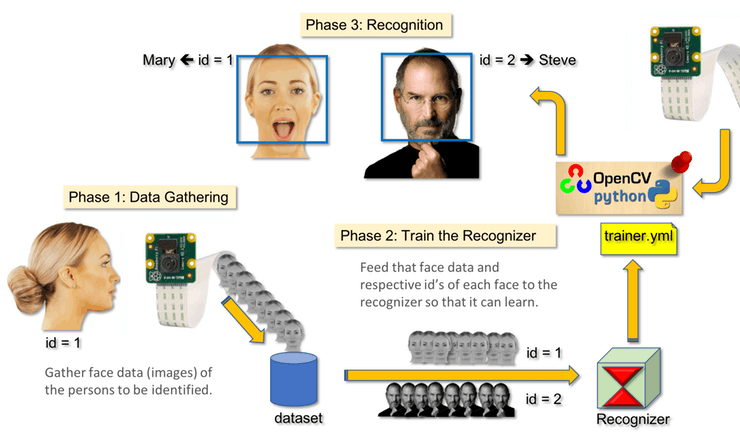 Phase 3: Recognition
Mary ← id = 1
id = 2 → Steve
OpenCV
python
trainer.yml
Phase 1: Data Gathering
id = 1
Gather face data (images) of
the persons to be identified.
dataset
Phase 2: Train the Recognizer
Feed that face data and
respective id's of each face to the
recognizer so that it can learn.
id = 1
id = 2
Recognizer